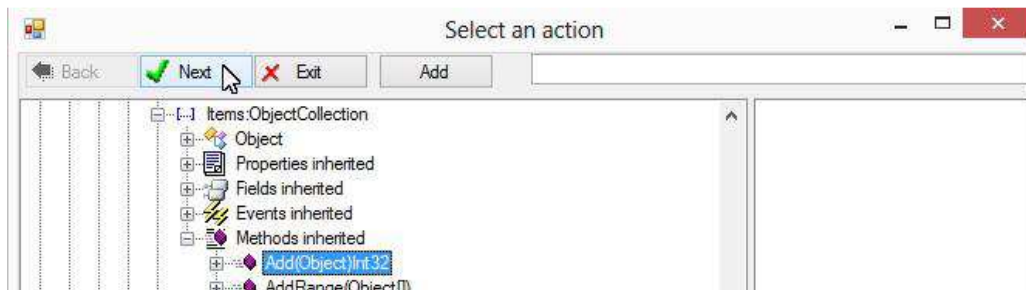 Select an action
Back Next Exit Add
Items:ObjectCollection
Object
Properties inherited
Fields inherited
Events inherited
Methods inherited
Add(Object)Int32
AddRange(Object[])